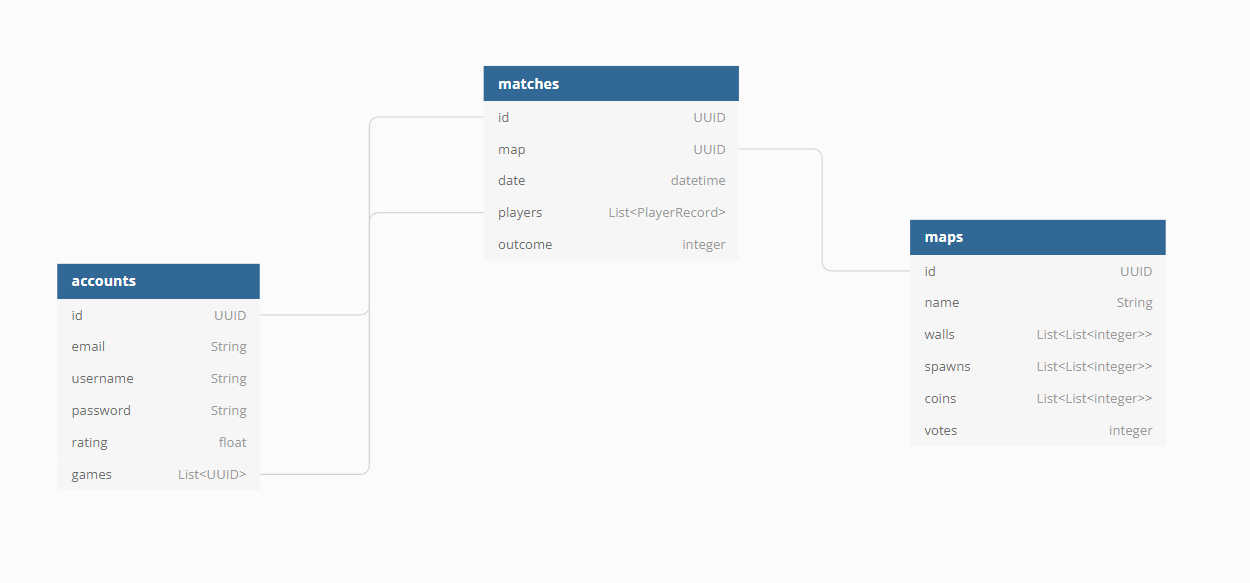 matches
id UUID
map UUID
date datetime
players List<PlayerRecord>
outcome integer
accounts
id UUID
email String
username String
password String
rating float
games List<UUID>
maps
id UUID
name String
walls List<List<integer>>
spawns List<List<integer>>
coins List<List<integer>>
votes integer